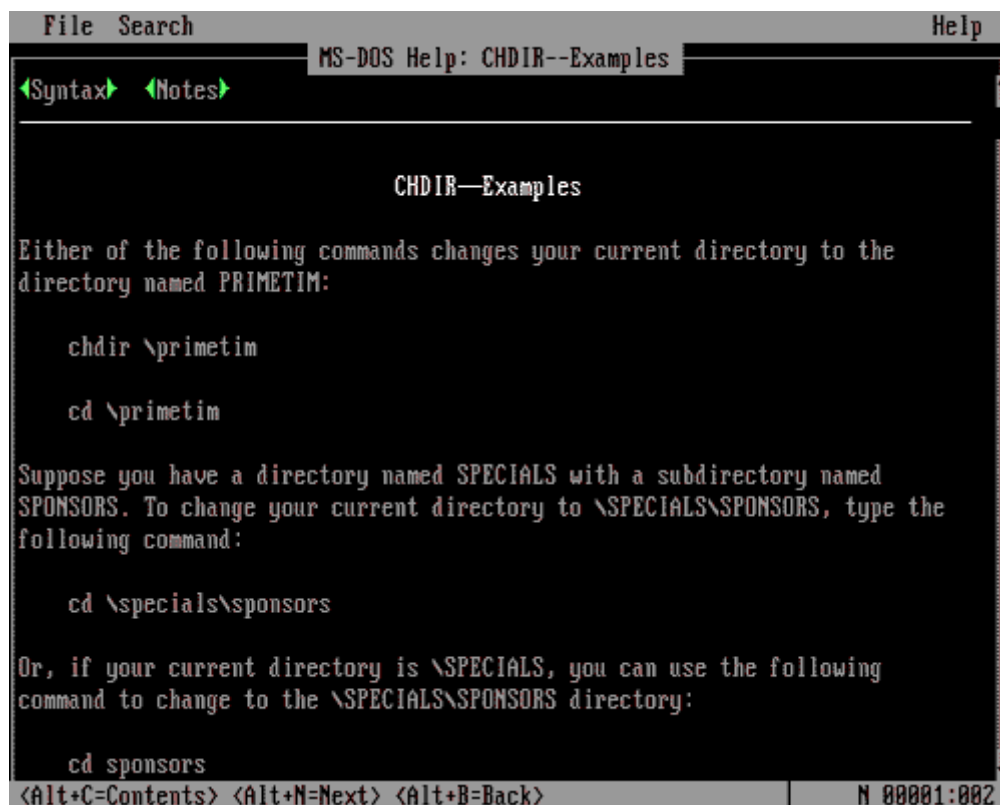 File Search Help
MS-DOS Help: CHDIR--Examples
◄Syntax► ◄Notes►
CHDIR—Examples
Either of the following commands changes your current directory to the
directory named PRIMETIM:
chdir \primetim
cd \primetim
Suppose you have a directory named SPECIALS with a subdirectory named
SPONSORS. To change your current directory to \SPECIALS\SPONSORS, type the
following command:
cd \specials\sponsors
Or, if your current directory is \SPECIALS, you can use the following
command to change to the \SPECIALS\SPONSORS directory:
cd sponsors
<Alt+C=Contents> <Alt+N=Next> <Alt+B=Back> N 00001:002